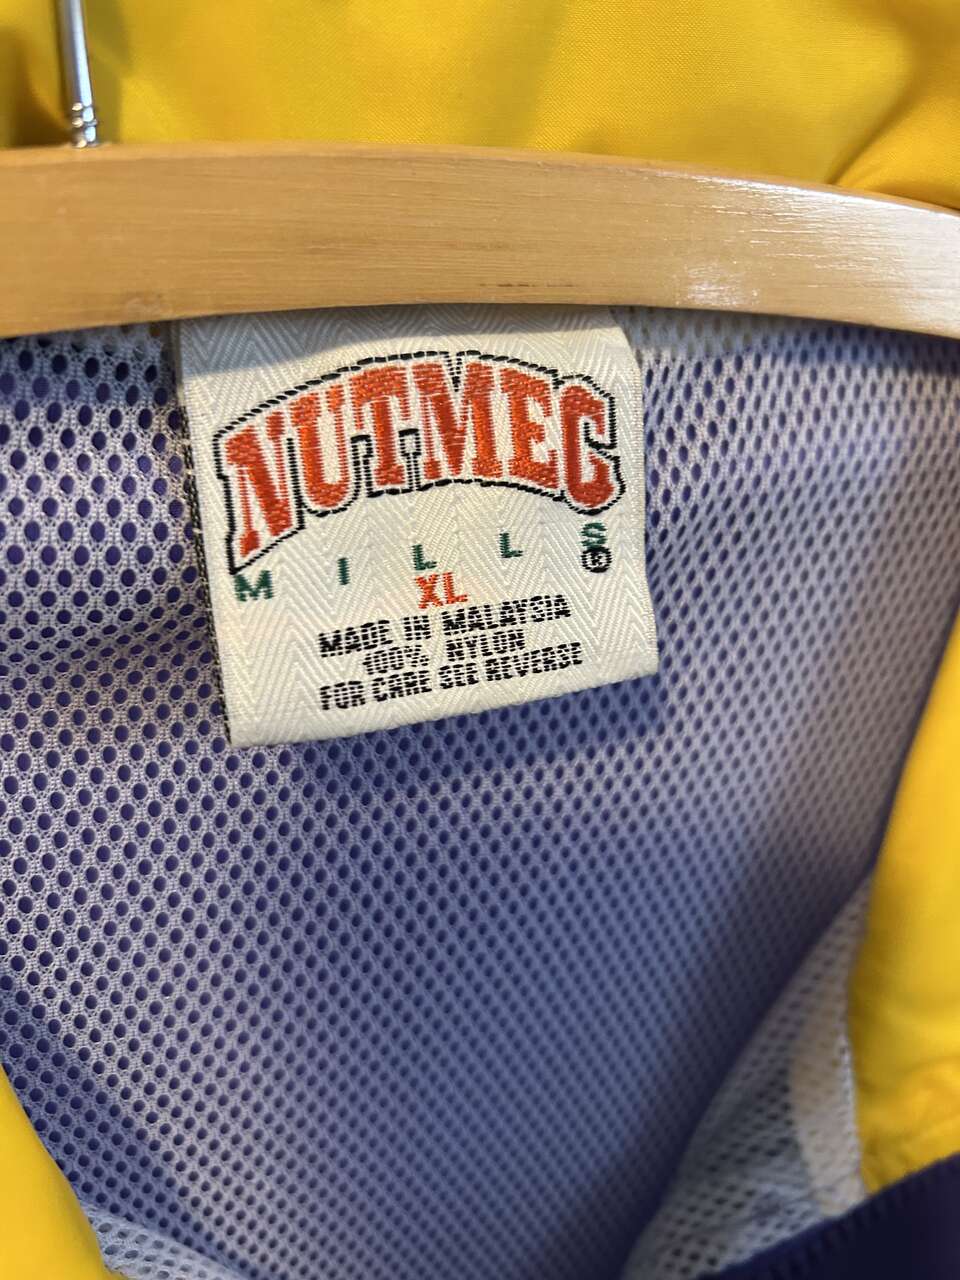 NUTMEG
MILLS ®
XL
MADE IN MALAYSIA
100% NYLON
FOR CARE SEE REVERSE